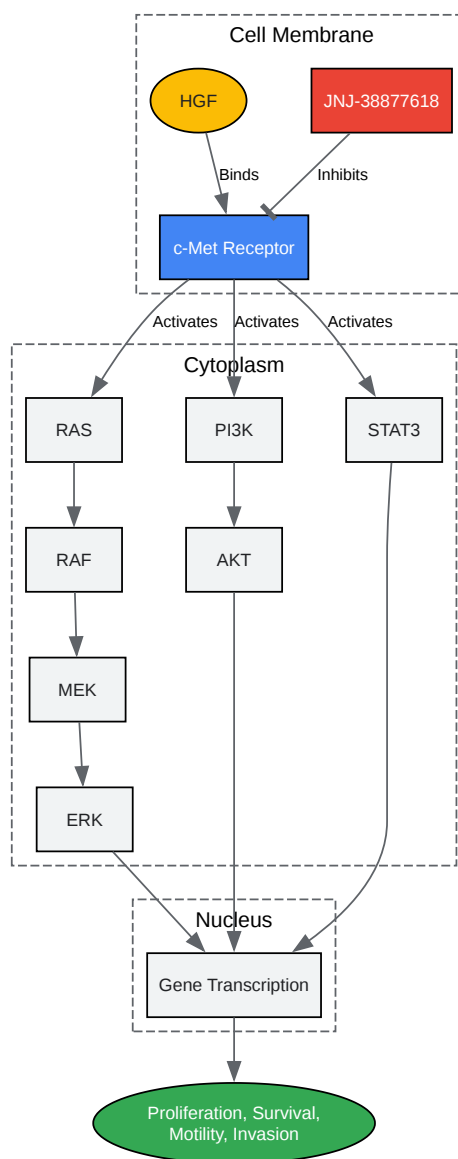 Cell Membrane
HGF
JNJ-38877618
Binds
Inhibits
c-Met Receptor
Activates
Activates
Activates
Cytoplasm
RAS
PI3K
STAT3
RAF
AKT
MEK
ERK
Nucleus
Gene Transcription
Proliferation, Survival,
Motility, Invasion